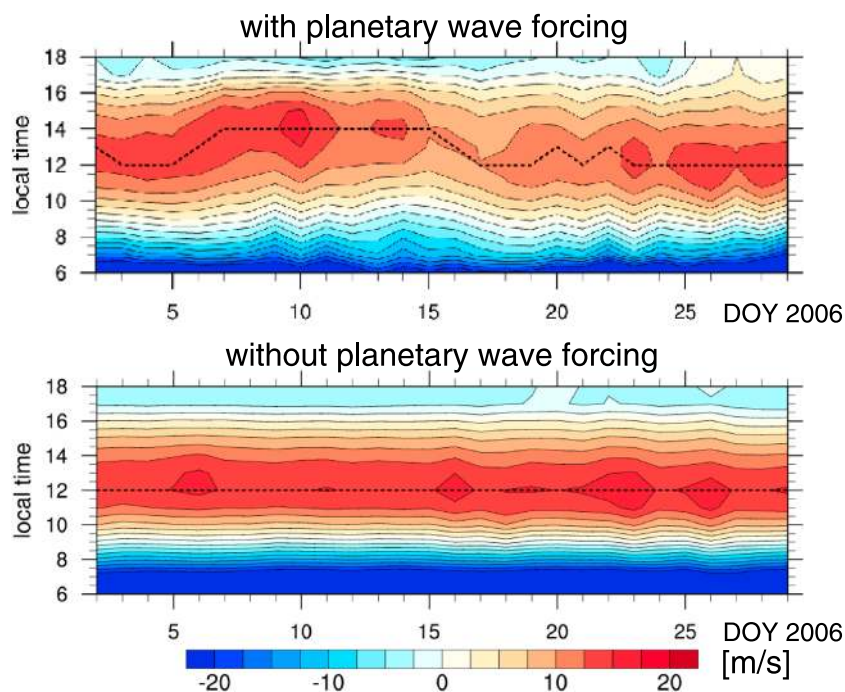 with planetary wave forcing
18
16
14
12
10
8
6
local time
5 10 15 20 25 DOY 2006
without planetary wave forcing
18
16
14
12
10
8
6
local time
5 10 15 20 25 DOY 2006
-20 -10 0 10 20 [m/s]